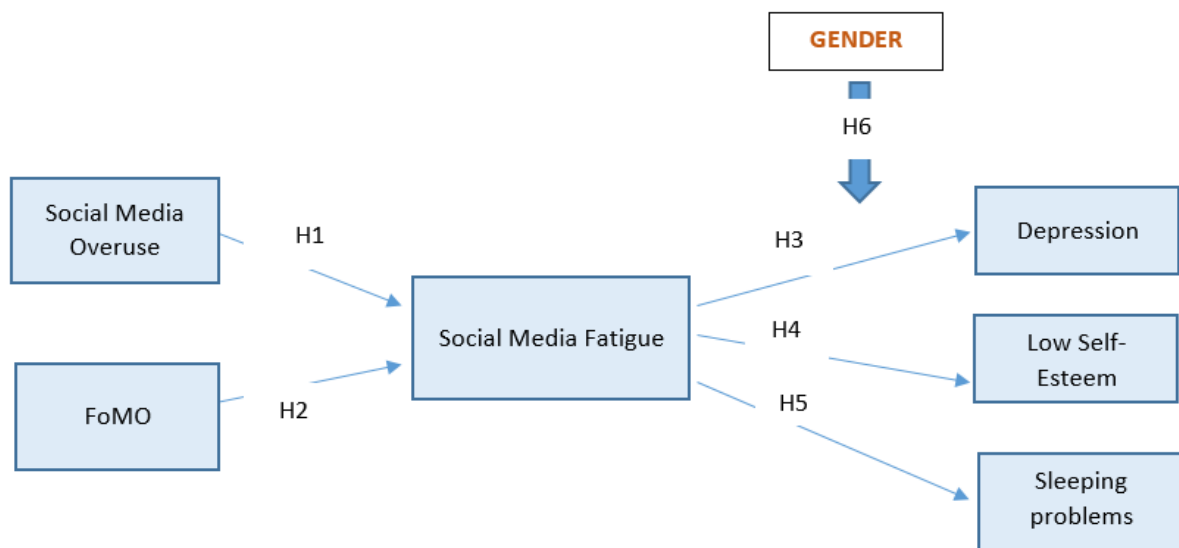 GENDER
H6
Social Media
Overuse
H1
H3
Depression
Social Media Fatigue
H4
Low Self-
Esteem
FoMO
H2
H5
Sleeping
problems